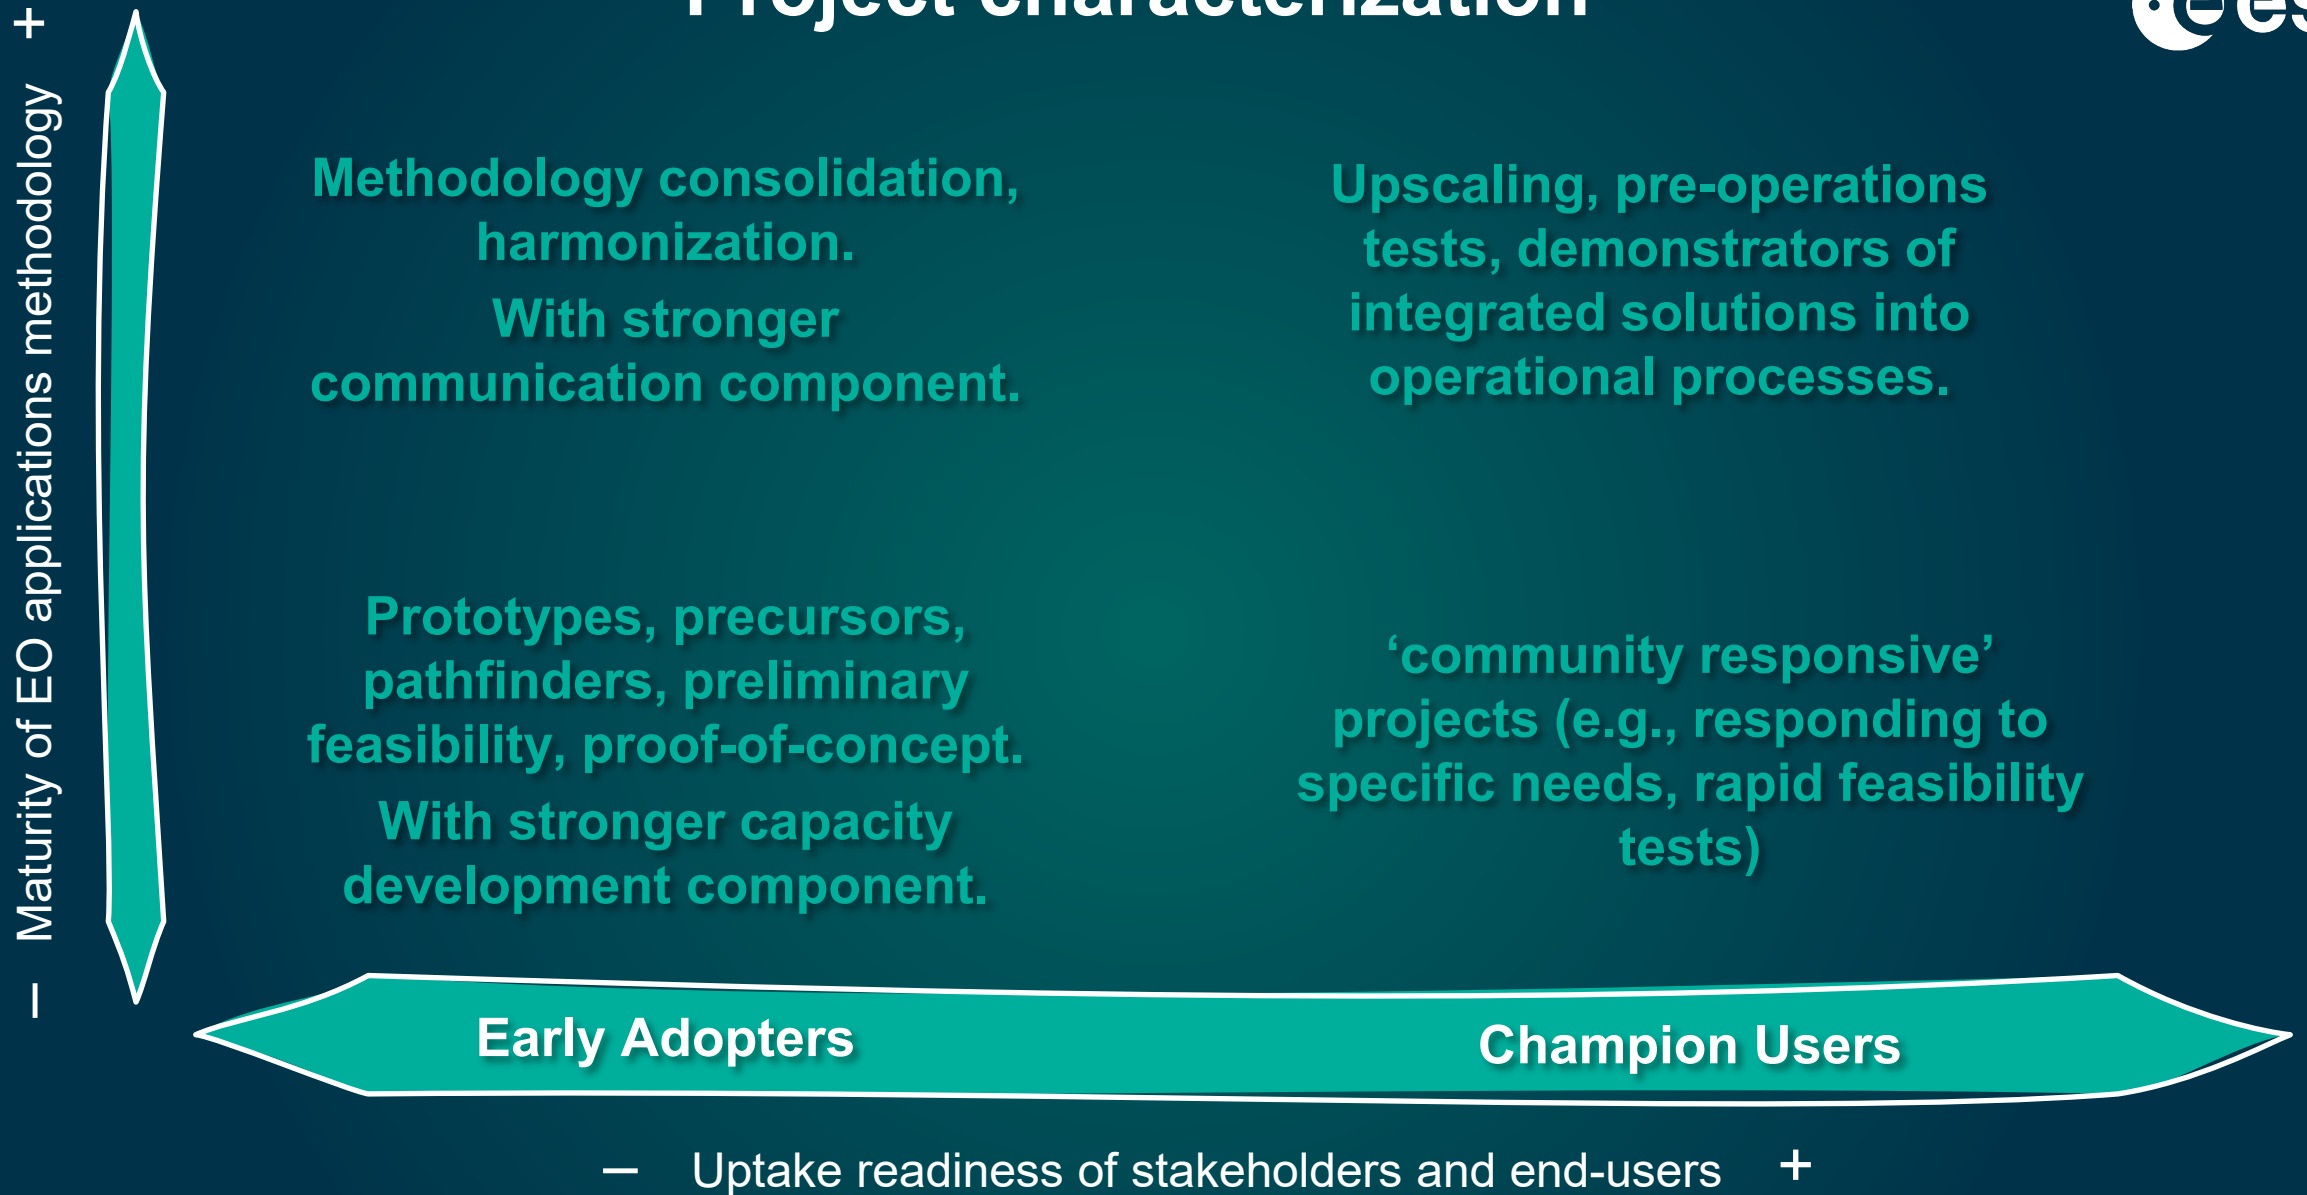 Project characterization
+
Maturity of EO applications methodology
–
Methodology consolidation,
harmonization.
With stronger
communication component.
Upscaling, pre-operations
tests, demonstrators of
integrated solutions into
operational processes.
Prototypes, precursors,
pathfinders, preliminary
feasibility, proof-of-concept.
With stronger capacity
development component.
‘community responsive’
projects (e.g., responding to
specific needs, rapid feasibility
tests)
Early Adopters
Champion Users
– Uptake readiness of stakeholders and end-users +